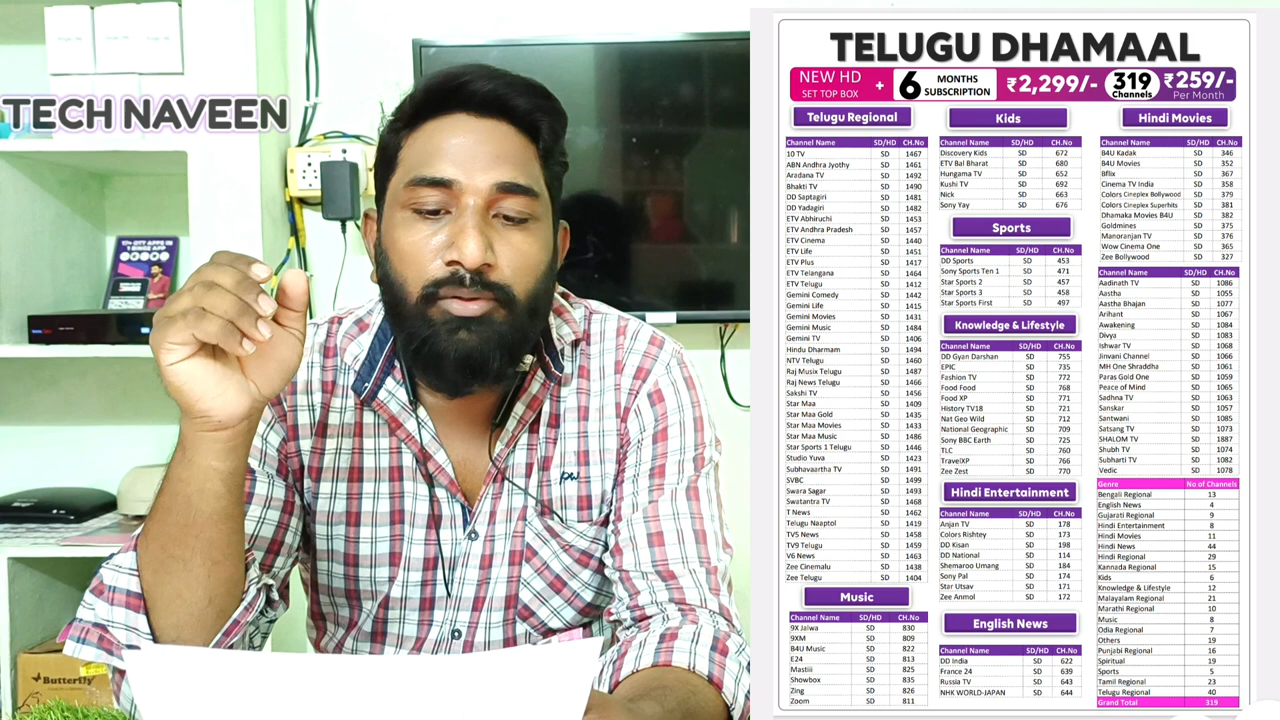 TECH NAVEEN
Butterfly
pw
TELUGU DHAMAAL
NEW HD
SET TOP BOX
+
6
MONTHS
SUBSCRIPTION
₹2,299/-
319
Channels
₹259/-
Per Month
Telugu Regional
Channel Name SD/HD CH.No
10 TV SD 1467
ABN Andhra Jyothy SD 1461
Aradana TV SD 1492
Bhakti TV SD 1490
DD Saptagiri SD 1481
DD Yadagiri SD 1482
ETV Abhiruchi SD 1453
ETV Andhra Pradesh SD 1457
ETV Cinema SD 1440
ETV Life SD 1451
ETV Plus SD 1417
ETV Telangana SD 1464
ETV Telugu SD 1412
Gemini Comedy SD 1442
Gemini Life SD 1415
Gemini Movies SD 1431
Gemini Music SD 1484
Gemini TV SD 1406
Hindu Dharmam SD 1494
NTV Telugu SD 1460
Raj Musix Telugu SD 1487
Raj News Telugu SD 1466
Sakshi TV SD 1456
Star Maa SD 1409
Star Maa Gold SD 1435
Star Maa Movies SD 1433
Star Maa Music SD 1486
Star Sports 1 Telugu SD 1446
Studio Yuva SD 1423
Subhavaartha TV SD 1491
SVBC SD 1499
Swara Sagar SD 1493
Swatantra TV SD 1468
T News SD 1462
Telugu Naaptol SD 1419
TV5 News SD 1458
TV9 Telugu SD 1459
V6 News SD 1463
Zee Cinemalu SD 1438
Zee Telugu SD 1404
Music
Channel Name SD/HD CH.No
9X Jalwa SD 830
9XM SD 809
B4U Music SD 822
E24 SD 813
Mastiii SD 825
Showbox SD 835
Zing SD 826
Zoom SD 811
Kids
Channel Name SD/HD CH.No
Discovery Kids SD 672
ETV Bal Bharat SD 680
Hungama TV SD 652
Kushi TV SD 692
Nick SD 663
Sony Yay SD 676
Sports
Channel Name SD/HD CH.No
DD Sports SD 453
Sony Sports Ten 1 SD 471
Star Sports 2 SD 457
Star Sports 3 SD 458
Star Sports First SD 497
Knowledge & Lifestyle
Channel Name SD/HD CH.No
DD Gyan Darshan SD 755
EPIC SD 735
Fashion TV SD 772
Food Food SD 768
Food XP SD 771
History TV18 SD 721
Nat Geo Wild SD 712
National Geographic SD 709
Sony BBC Earth SD 725
TLC SD 760
TravelXP SD 766
Zee Zest SD 770
Hindi Entertainment
Channel Name SD/HD CH.No
Anjan TV SD 178
Colors Rishtey SD 173
DD Kisan SD 198
DD National SD 114
Shemaroo Umang SD 184
Sony Pal SD 174
Star Utsav SD 171
Zee Anmol SD 172
English News
Channel Name SD/HD CH.No
DD India SD 622
France 24 SD 639
Russia TV SD 643
NHK WORLD-JAPAN SD 644
Hindi Movies
Channel Name SD/HD CH.No
B4U Kadak SD 346
B4U Movies SD 352
Bflix SD 367
Cinema TV India SD 358
Colors Cineplex Bollywood SD 379
Colors Cineplex Superhits SD 381
Dhamaka Movies B4U SD 382
Goldmines SD 375
Manoranjan TV SD 376
Wow Cinema One SD 365
Zee Bollywood SD 327
Channel Name SD/HD CH.No
Aadinath TV SD 1086
Aastha SD 1055
Aastha Bhajan SD 1077
Arihant SD 1067
Awakening SD 1084
Divya SD 1083
Ishwar TV SD 1068
Jinvani Channel SD 1066
MH One Shraddha SD 1061
Paras Gold One SD 1059
Peace of Mind SD 1065
Sadhna TV SD 1063
Sanskar SD 1057
Santwani SD 1085
Satsang TV SD 1073
SHALOM TV SD 1887
Shubh TV SD 1074
Subharti TV SD 1082
Vedic SD 1078
Genre No of Channels
Bengali Regional 13
English News 4
Gujarati Regional 9
Hindi Entertainment 8
Hindi Movies 11
Hindi News 44
Hindi Regional 29
Kannada Regional 15
Kids 6
Knowledge & Lifestyle 12
Malayalam Regional 21
Marathi Regional 10
Music 8
Odia Regional 7
Others 19
Punjabi Regional 16
Spiritual 19
Sports 5
Tamil Regional 23
Telugu Regional 40
Grand Total 319